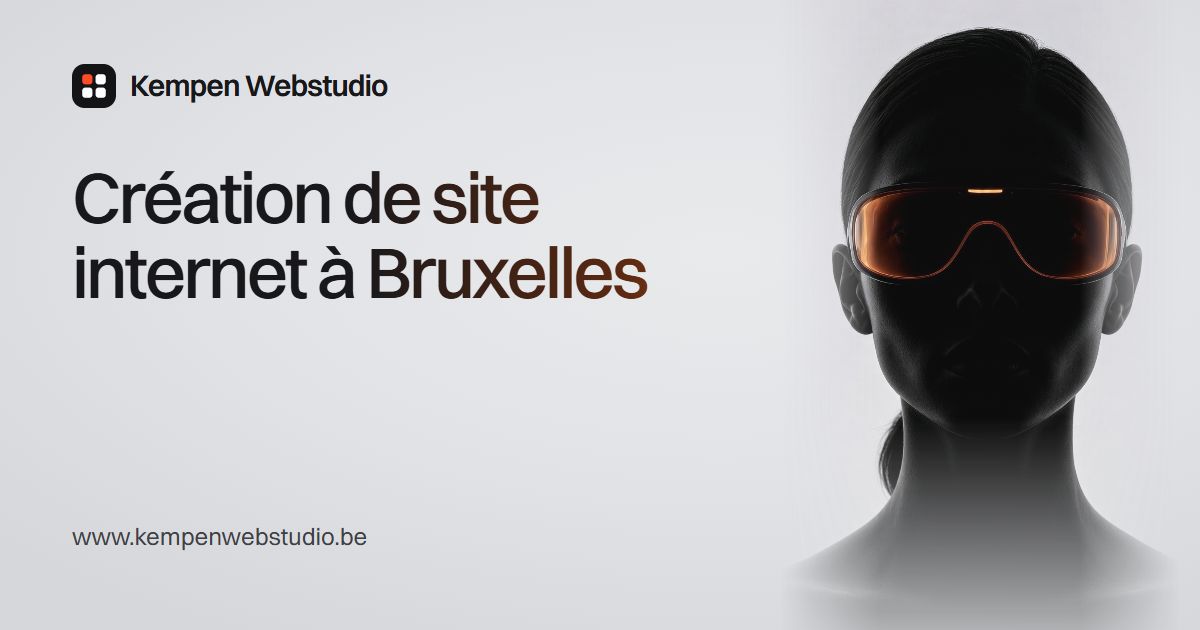 Kempen Webstudio
Création de site
internet à Bruxelles
www.kempenwebstudio.be